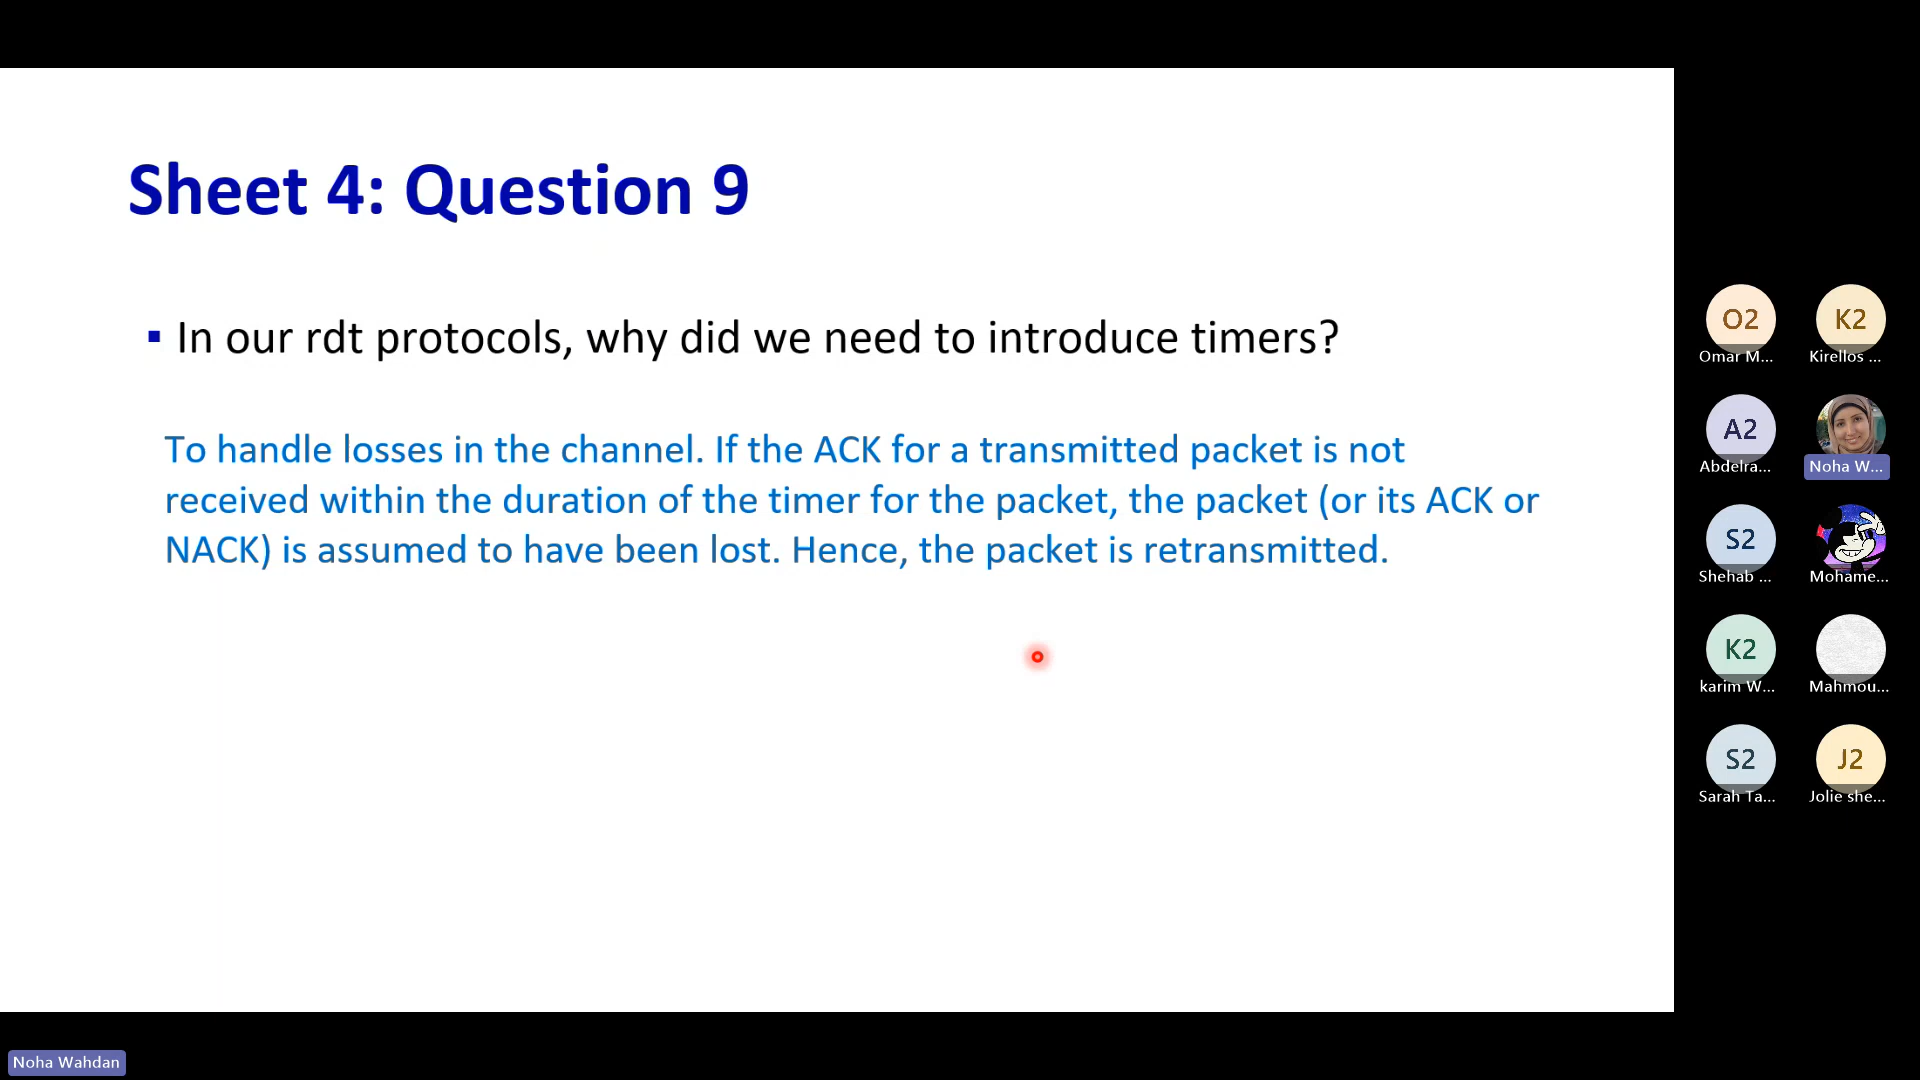 Sheet 4: Question 9
▪ In our rdt protocols, why did we need to introduce timers?
To handle losses in the channel. If the ACK for a transmitted packet is not
received within the duration of the timer for the packet, the packet (or its ACK or
NACK) is assumed to have been lost. Hence, the packet is retransmitted.
O2
Omar M...
K2
Kirellos ...
A2
Abdelra...
Noha W...
S2
Shehab ...
Mohame...
K2
karim W...
Mahmou...
S2
Sarah Ta...
J2
Jolie she...
Noha Wahdan